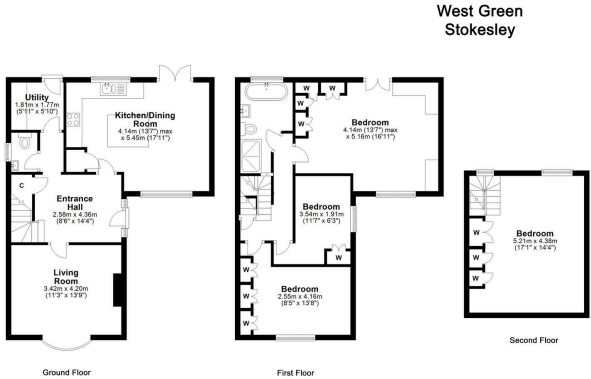 West Green
Stokesley
Utility
1.81m x 1.77m
(5'11" x 5'10")
Kitchen/Dining
Room
4.14m (13'7") max
x 5.45m (17'11")
C
Entrance
Hall
2.58m x 4.36m
(8'6" x 14'4")
Living
Room
3.42m x 4.20m
(11'3" x 13'9")
Ground Floor
W
W
W
W
Bedroom
4.14m (13'7") max
x 5.16m (16'11")
Bedroom
3.54m x 1.91m
(11'7" x 6'3")
W
W
W
W
Bedroom
2.55m x 4.16m
(8'5" x 13'8")
First Floor
W
W
W
Bedroom
5.21m x 4.38m
(17'1" x 14'4")
Second Floor